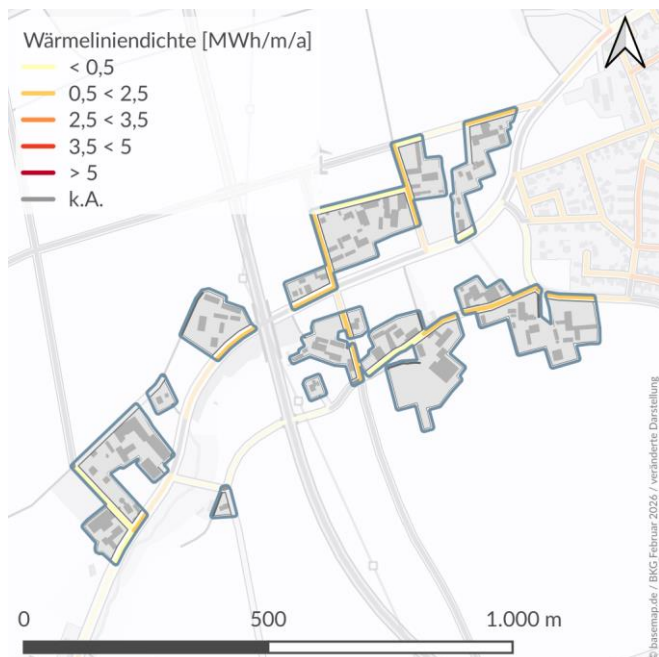 Wärmeliniendichte [MWh/m/a]
< 0,5
0,5 < 2,5
2,5 < 3,5
3,5 < 5
> 5
k.A.
0 500 1.000 m
© basemap.de / BKG Februar 2026 / veränderte Darstellung